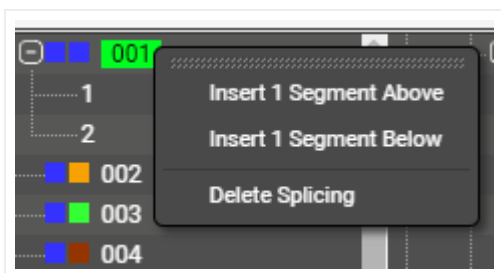 001
Insert 1 Segment Above
1
Insert 1 Segment Below
2
002
Delete Splicing
003
004